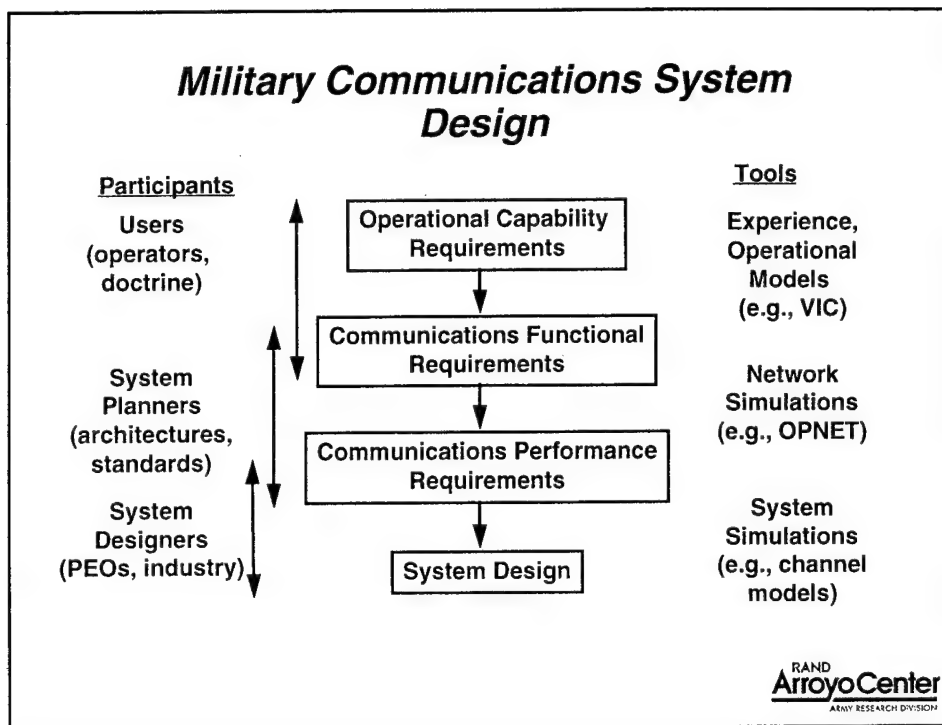 Military Communications System
Design
Participants
Users
(operators,
doctrine)
System
Planners
(architectures,
standards)
System
Designers
(PEOs, industry)
Operational Capability
Requirements
Communications Functional
Requirements
Communications Performance
Requirements
System Design
Tools
Experience,
Operational
Models
(e.g., VIC)
Network
Simulations
(e.g., OPNET)
System
Simulations
(e.g., channel
models)
RAND
Arroyo Center
ARMY RESEARCH DIVISION